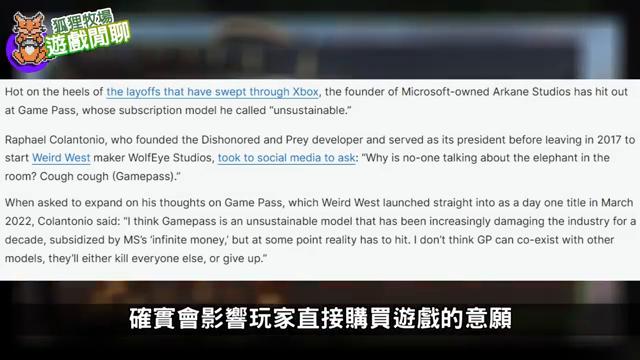 狐狸牧場
遊戲閒聊
Hot on the heels of the layoffs that have swept through Xbox, the founder of Microsoft-owned Arkane Studios has hit out
at Game Pass, whose subscription model he called “unsustainable.”
Raphael Colantonio, who founded the Dishonored and Prey developer and served as its president before leaving in 2017 to
start Weird West maker WolfEye Studios, took to social media to ask: “Why is no-one talking about the elephant in the
room? Cough cough (Gamepass).”
When asked to expand on his thoughts on Game Pass, which Weird West launched straight into as a day one title in March
2022, Colantonio said: “I think Gamepass is an unsustainable model that has been increasingly damaging the industry for a
decade, subsidized by MS’s ‘infinite money,’ but at some point reality has to hit. I don’t think GP can co-exist with other
models, they’ll either kill everyone else, or give up.”
確實會影響玩家直接購買遊戲的意願